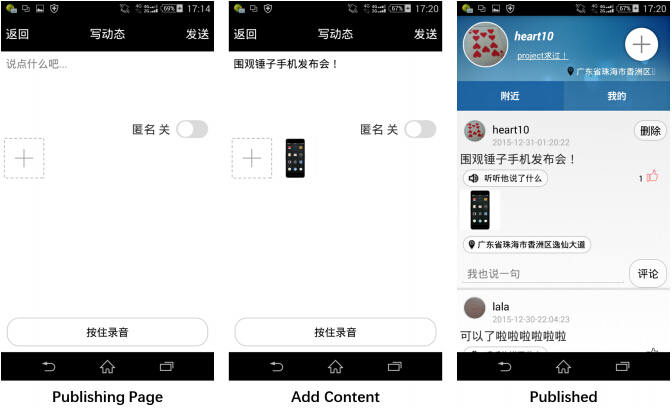 17:14
69%
返回 写动态 发送
说点什么吧...
匿名 关
按住录音
Publishing Page
17:20
67%
返回 写动态 发送
围观锤子手机发布会！
匿名 关
按住录音
Add Content
17:20
67%
heart10
project求过！
广东省珠海市香洲区
附近 我的
heart10
2015-12-31-01:20:22
删除
围观锤子手机发布会！
听听他说了什么
1
广东省珠海市香洲区逸仙大道
我也说一句
评论
lala
2015-12-30-22:04:23
可以了啦啦啦啦啦啦
Published